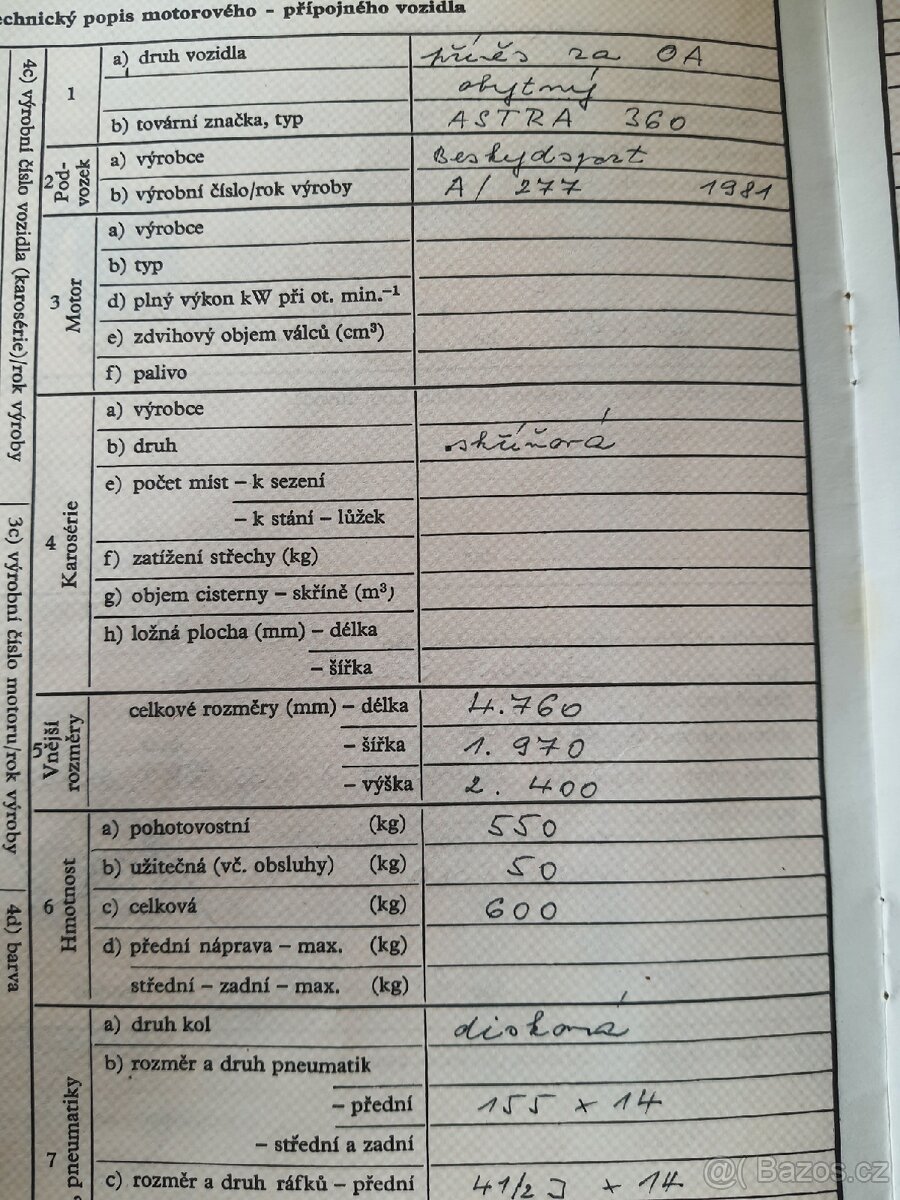 echnický popis motorového - přípojného vozidla
4c) výrobní číslo vozidla (karosérie)/rok výroby
3c) výrobní číslo motoru/rok výroby
4d) barva
1
a) druh vozidla přívěs za OA
obytný
b) tovární značka, typ ASTRA 360
2 Pod-
vozek
a) výrobce Beskydsport
b) výrobní číslo/rok výroby A/ 277 1981
3 Motor
a) výrobce
b) typ
d) plný výkon kW při ot. min.⁻¹
e) zdvihový objem válců (cm³)
f) palivo
4 Karosérie
a) výrobce
b) druh skříňová
e) počet míst – k sezení
– k stání – lůžek
f) zatížení střechy (kg)
g) objem cisterny – skříně (m³)
h) ložná plocha (mm) – délka
– šířka
5 Vnější
rozměry
celkové rozměry (mm) – délka 4.760
– šířka 1.970
– výška 2.400
6 Hmotnost
a) pohotovostní (kg) 550
b) užitečná (vč. obsluhy) (kg) 50
c) celková (kg) 600
d) přední náprava – max. (kg)
střední – zadní – max. (kg)
7
pneumatiky
a) druh kol disková
b) rozměr a druh pneumatik
– přední 155 x 14
– střední a zadní
c) rozměr a druh ráfků – přední 41/2 J x 14
@( Bazos.cz